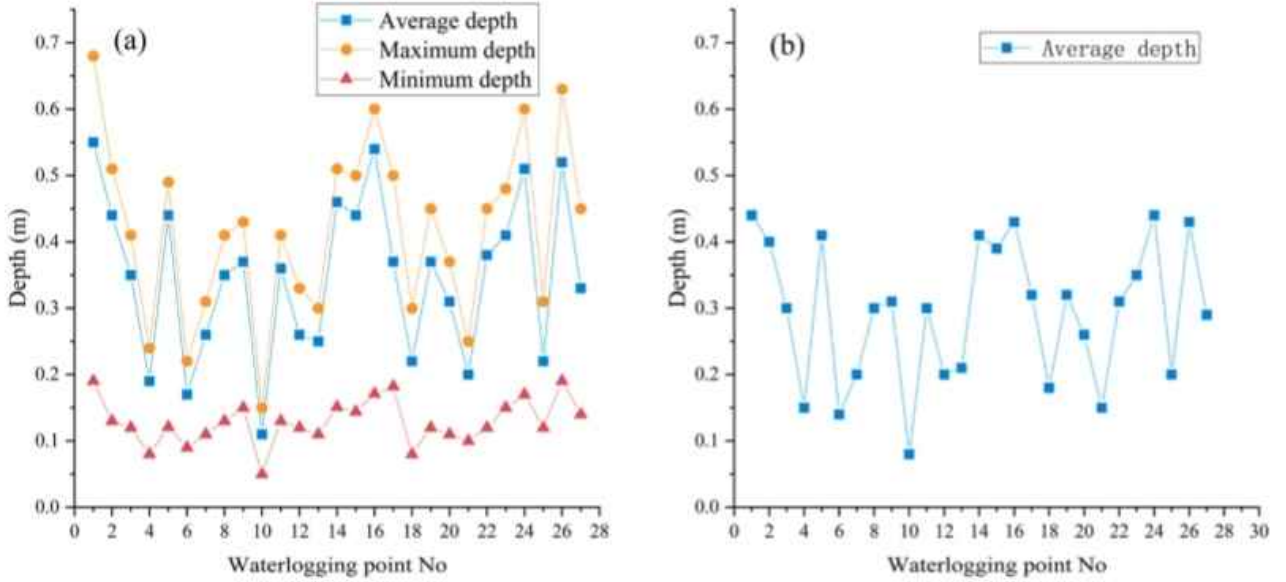 (a)
Average depth
Maximum depth
Minimum depth
0.7
0.6
0.5
0.4
0.3
0.2
0.1
0.0
Depth (m)
0 2 4 6 8 10 12 14 16 18 20 22 24 26 28
Waterlogging point No
(b)
Average depth
0.7
0.6
0.5
0.4
0.3
0.2
0.1
0.0
Depth (m)
0 2 4 6 8 10 12 14 16 18 20 22 24 26 28 30
Waterlogging point No